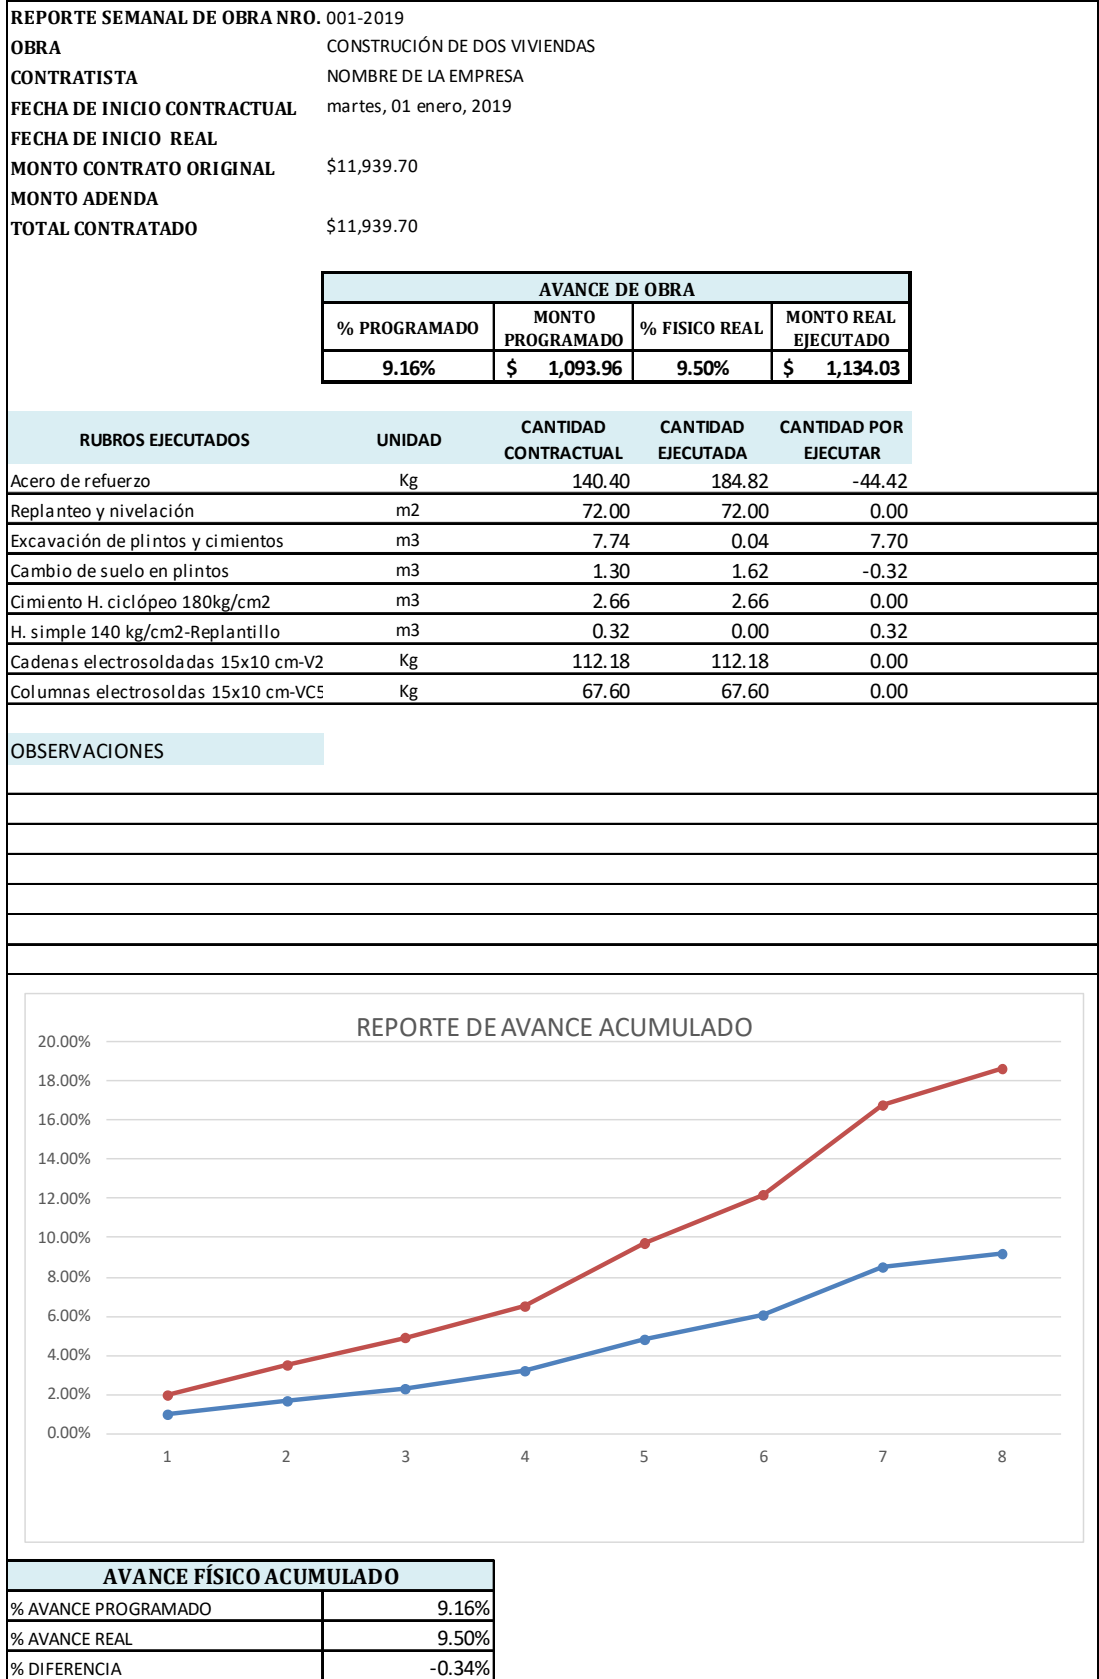 REPORTE SEMANAL DE OBRA NRO. 001-2019
OBRA CONSTRUCIÓN DE DOS VIVIENDAS
CONTRATISTA NOMBRE DE LA EMPRESA
FECHA DE INICIO CONTRACTUAL martes, 01 enero, 2019
FECHA DE INICIO REAL
MONTO CONTRATO ORIGINAL $11,939.70
MONTO ADENDA
TOTAL CONTRATADO $11,939.70
AVANCE DE OBRA
% PROGRAMADO MONTO PROGRAMADO % FISICO REAL MONTO REAL EJECUTADO
9.16% $ 1,093.96 9.50% $ 1,134.03
RUBROS EJECUTADOS UNIDAD CANTIDAD CONTRACTUAL CANTIDAD EJECUTADA CANTIDAD POR EJECUTAR
Acero de refuerzo Kg 140.40 184.82 -44.42
Replanteo y nivelación m2 72.00 72.00 0.00
Excavación de plintos y cimientos m3 7.74 0.04 7.70
Cambio de suelo en plintos m3 1.30 1.62 -0.32
Cimiento H. ciclópeo 180kg/cm2 m3 2.66 2.66 0.00
H. simple 140 kg/cm2-Replantillo m3 0.32 0.00 0.32
Cadenas electrosoldadas 15x10 cm-V2 Kg 112.18 112.18 0.00
Columnas electrosoldas 15x10 cm-VC5 Kg 67.60 67.60 0.00
OBSERVACIONES
REPORTE DE AVANCE ACUMULADO
20.00%
18.00%
16.00%
14.00%
12.00%
10.00%
8.00%
6.00%
4.00%
2.00%
0.00%
1 2 3 4 5 6 7 8
AVANCE FÍSICO ACUMULADO
% AVANCE PROGRAMADO 9.16%
% AVANCE REAL 9.50%
% DIFERENCIA -0.34%